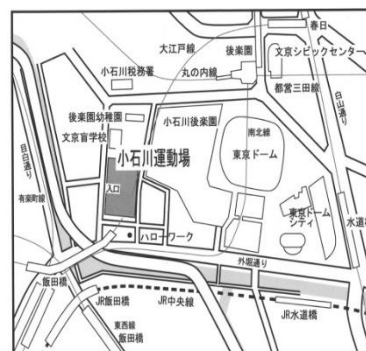 春日
大江戸線
後楽園
文京シビックセンター
丸の内線
小石川税務署
都営三田線
白山通り
後楽園幼稚園
小石川後楽園
文京盲学校
南北線
目白通り
小石川運動場
東京ドーム
入口
有楽町線
東京ドーム
シティ
水道橋
ハローワーク
外堀通り
飯田橋
JR飯田橋
JR中央線
JR水道橋
東西線
飯田橋